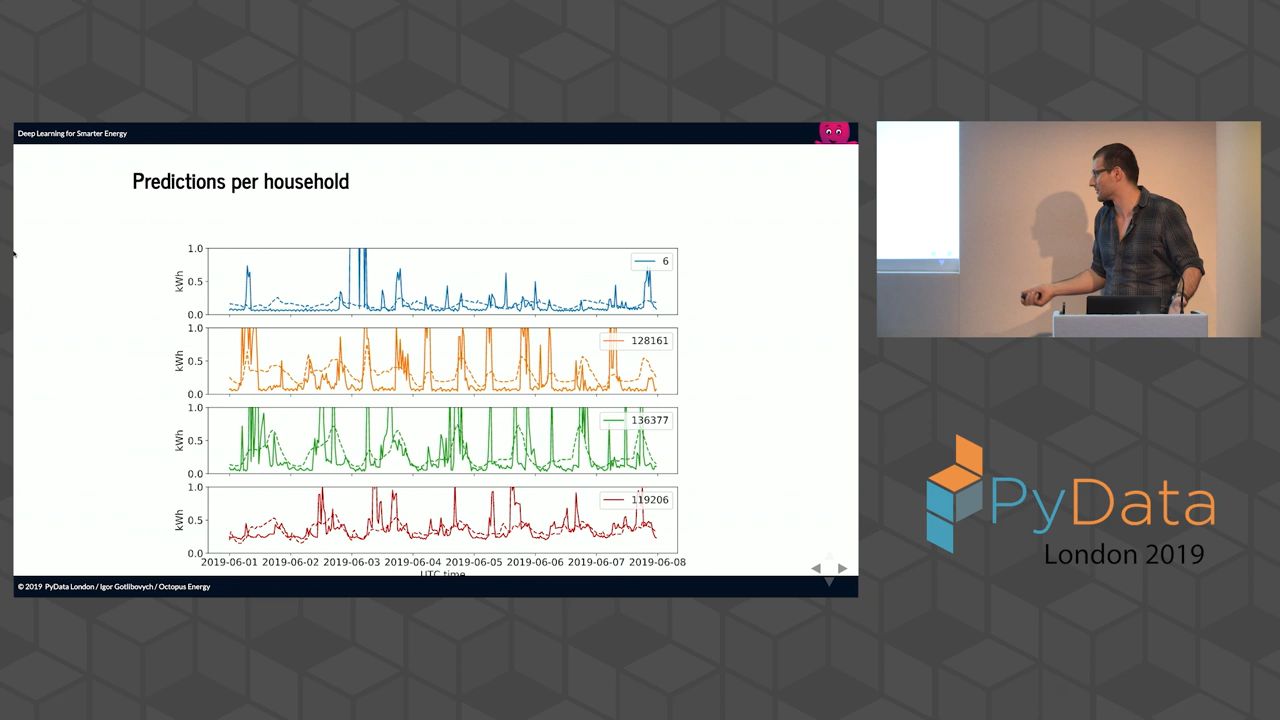 Deep Learning for Smarter Energy
Predictions per household
1.0
0.5
0.0
kWh
6
1.0
0.5
0.0
kWh
128161
1.0
0.5
0.0
kWh
136377
1.0
0.5
0.0
kWh
119206
2019-06-01 2019-06-02 2019-06-03 2019-06-04 2019-06-05 2019-06-06 2019-06-07 2019-06-08
UTC time
© 2019 PyData London / Igor Gotlibovych / Octopus Energy
PyData
London 2019